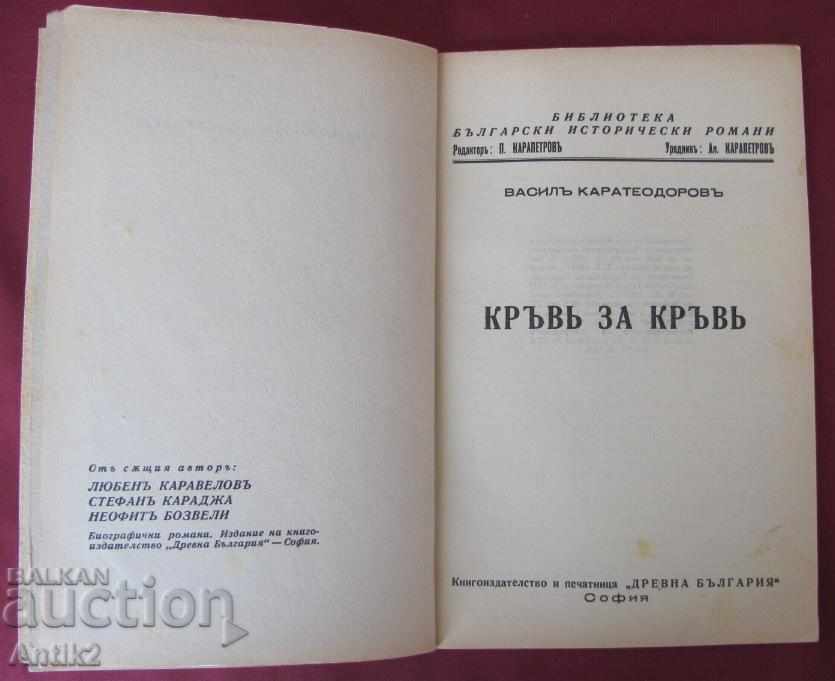 Отъ сѫщия авторъ:
ЛЮБЕНЪ КАРАВЕЛОВЪ
СТЕФАНЪ КАРАДЖА
НЕОФИТЪ БОЗВЕЛИ
Биографични романи. Издание на книго-
издателство „Древна България“ — София.
БИБЛИОТЕКА
БЪЛГАРСКИ ИСТОРИЧЕСКИ РОМАНИ
Редакторъ: П. КАРАПЕТРОВЪ Уредникъ: Ал. КАРАПЕТРОВЪ
ВАСИЛЪ КАРАТЕОДОРОВЪ
КРЪВЬ ЗА КРЪВЬ
Книгоиздателство и печатница „ДРЕВНА БЪЛГАРИЯ“
София
BALKAN
auction
Antik2